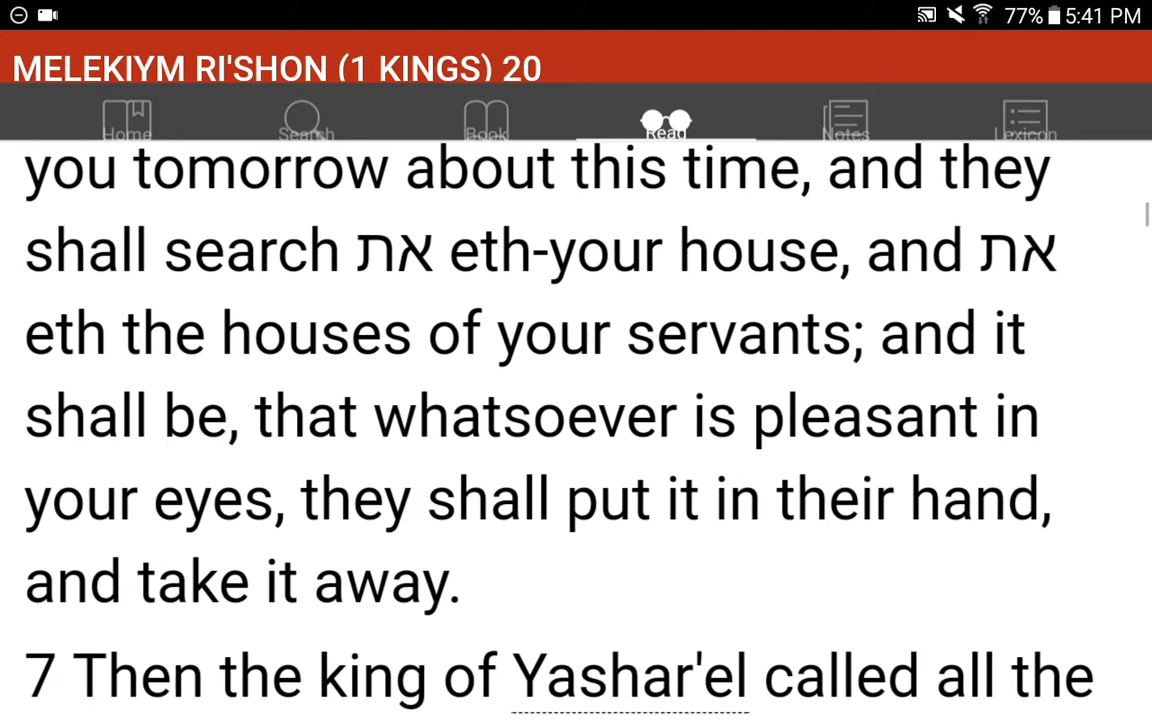 77% 5:41 PM
MELEKIYM RI'SHON (1 KINGS) 20
Home Search Book Read Notes Lexicon
you tomorrow about this time, and they
shall search את eth-your house, and את
eth the houses of your servants; and it
shall be, that whatsoever is pleasant in
your eyes, they shall put it in their hand,
and take it away.
7 Then the king of Yashar'el called all the